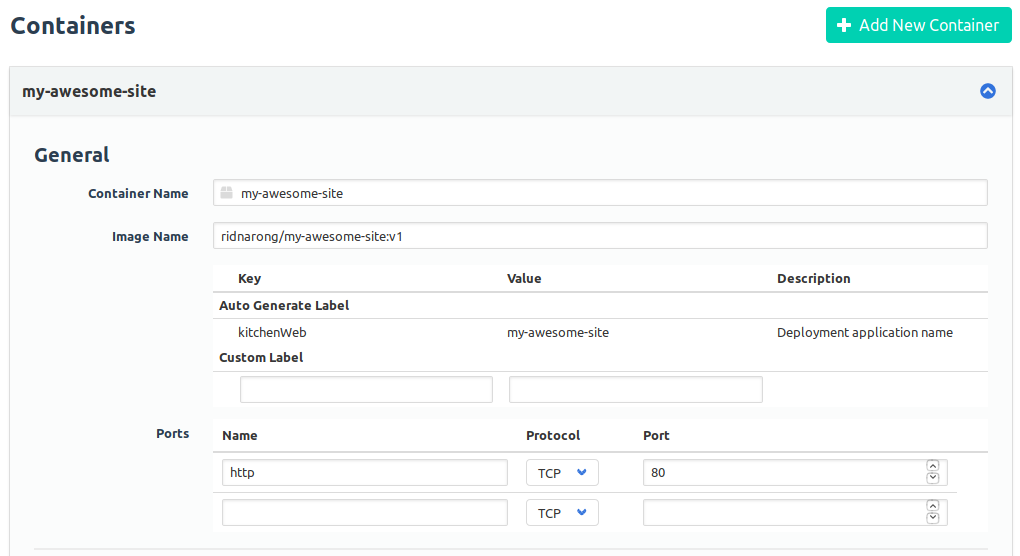 Containers
Add New Container
my-awesome-site
General
Container Name my-awesome-site
Image Name ridnarong/my-awesome-site:v1
Key Value Description
Auto Generate Label
kitchenWeb my-awesome-site Deployment application name
Custom Label
Ports Name Protocol Port
http TCP 80
TCP